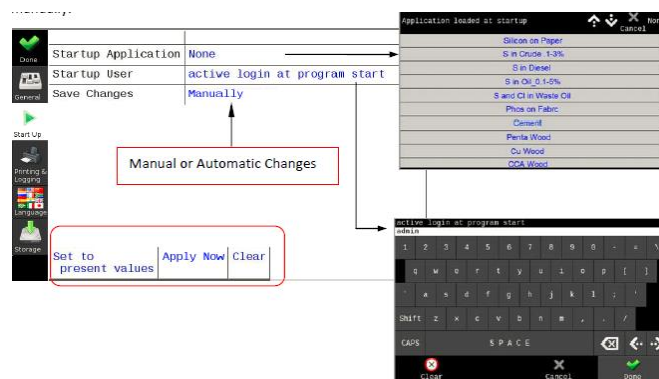 Done
General
Start Up
Printing &
Logging
Language
Storage
Startup Application None
Startup User active login at program start
Save Changes Manually
Manual or Automatic Changes
Set to
present values
Apply Now
Clear
Application loaded at startup
Cancel
Silicon on Paper
S in Crude .1-3%
S in Diesel
S in Oil_0.1-5%
S and Cl in Waste Oil
Phos on Fabrc
Cement
Penta Wood
Cu Wood
CCA Wood
active login at program start
admin
1 2 3 4 5 6 7 8 9 0 - = \
q w e r t y u i o p [ ]
` a s d f g h j k l ; '
Shift z x c v b n m , . /
CAPS SPACE
Clear Cancel Done